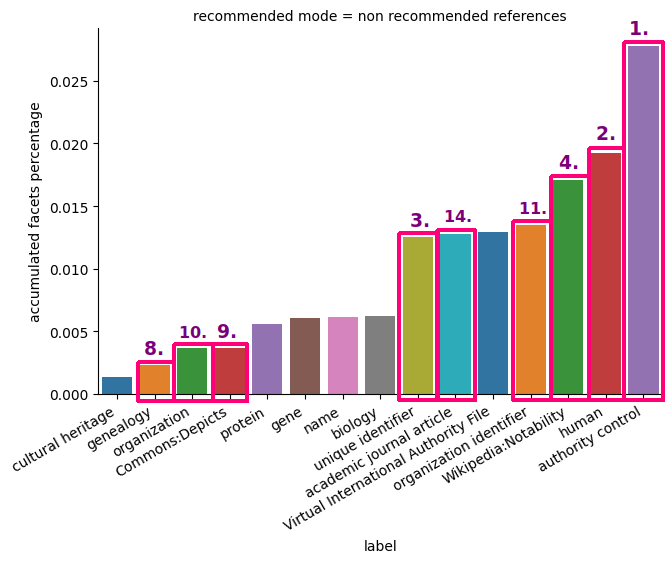 recommended mode = non recommended references
1.
2.
4.
11.
14.
3.
9.
10.
8.
accumulated facets percentage
0.025
0.020
0.015
0.010
0.005
0.000
cultural heritage
genealogy
organization
Commons:Depicts
protein
gene
name
biology
unique identifier
academic journal article
Virtual International Authority File
organization identifier
Wikipedia:Notability
human
authority control
label